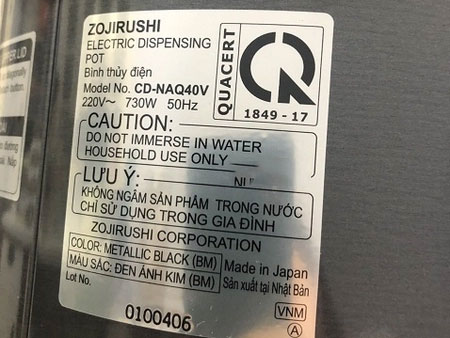 ZOJIRUSHI
ELECTRIC DISPENSING
POT
Bình thủy điện
Model No. CD-NAQ40V
220V~ 730W 50Hz
QUACERT
1849 - 17
CAUTION:
DO NOT IMMERSE IN WATER
HOUSEHOLD USE ONLY
LƯU Ý:
KHÔNG NGÂM SẢN PHẨM TRONG NƯỚC
CHỈ SỬ DỤNG TRONG GIA ĐÌNH
ZOJIRUSHI CORPORATION
COLOR: METALLIC BLACK (BM)
MÀU SẮC: ĐEN ÁNH KIM (BM)
Made in Japan
Sản xuất tại Nhật Bản
Lot No.
0100406
VNM
A